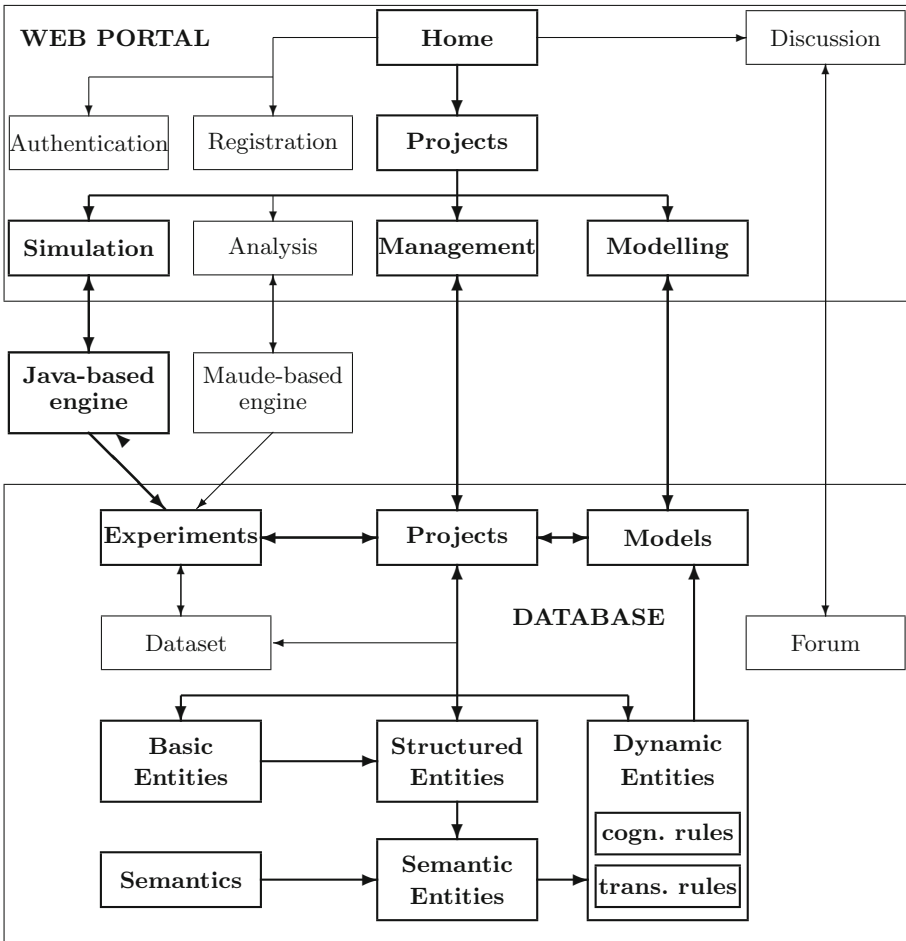 WEB PORTAL
Home
Discussion
Authentication
Registration
Projects
Simulation
Analysis
Management
Modelling
Java-based
engine
Maude-based
engine
Experiments
Projects
Models
Dataset
DATABASE
Forum
Basic
Entities
Structured
Entities
Dynamic
Entities
cogn. rules
Semantics
Semantic
Entities
trans. rules